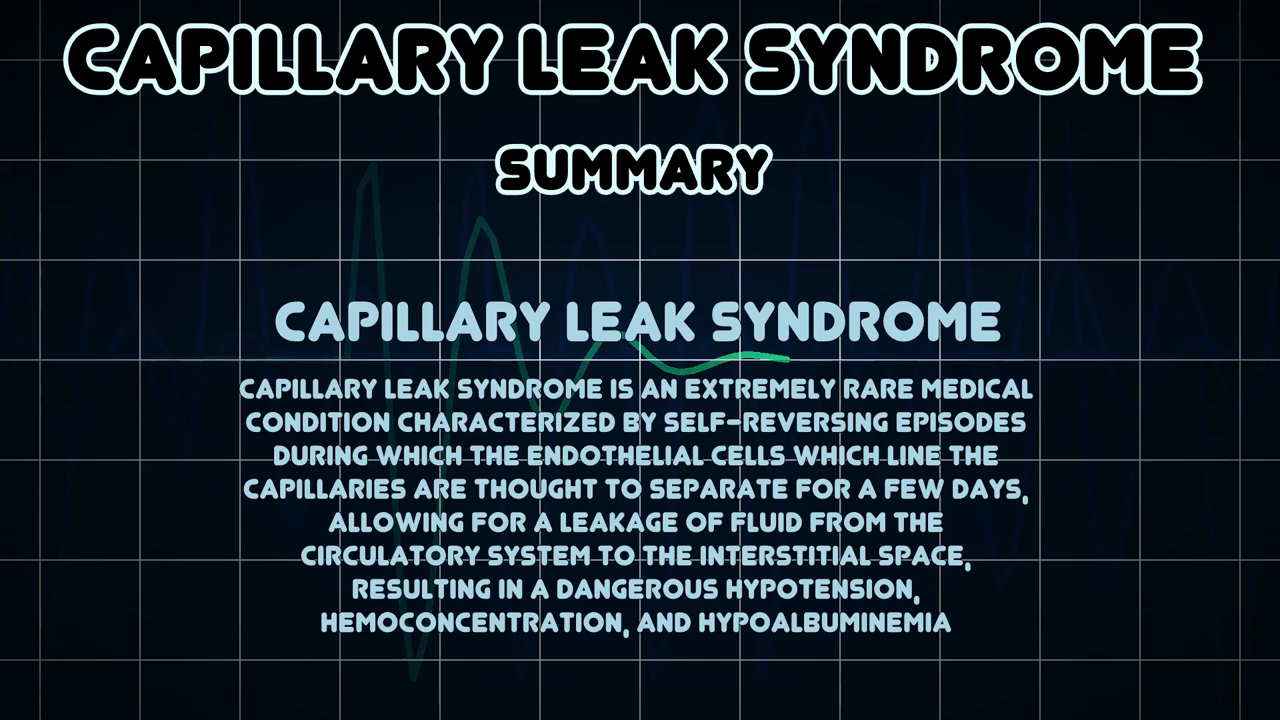 CAPILLARY LEAK SYNDROME
SUMMARY
CAPILLARY LEAK SYNDROME
CAPILLARY LEAK SYNDROME IS AN EXTREMELY RARE MEDICAL
CONDITION CHARACTERIZED BY SELF-REVERSING EPISODES
DURING WHICH THE ENDOTHELIAL CELLS WHICH LINE THE
CAPILLARIES ARE THOUGHT TO SEPARATE FOR A FEW DAYS,
ALLOWING FOR A LEAKAGE OF FLUID FROM THE
CIRCULATORY SYSTEM TO THE INTERSTITIAL SPACE,
RESULTING IN A DANGEROUS HYPOTENSION,
HEMOCONCENTRATION, AND HYPOALBUMINEMIA